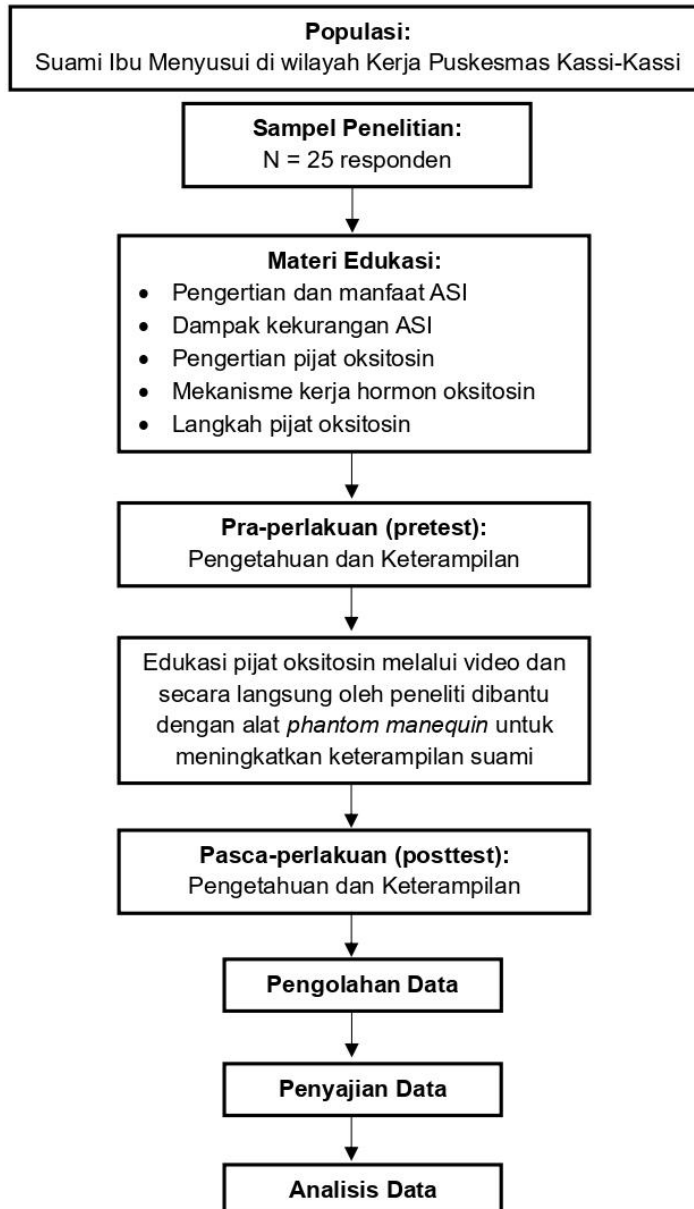 Populasi:
Suami Ibu Menyusui di wilayah Kerja Puskesmas Kassi-Kassi
Sampel Penelitian:
N = 25 responden
Materi Edukasi:
• Pengertian dan manfaat ASI
• Dampak kekurangan ASI
• Pengertian pijat oksitosin
• Mekanisme kerja hormon oksitosin
• Langkah pijat oksitosin
Pra-perlakuan (pretest):
Pengetahuan dan Keterampilan
Edukasi pijat oksitosin melalui video dan
secara langsung oleh peneliti dibantu
dengan alat phantom manequin untuk
meningkatkan keterampilan suami
Pasca-perlakuan (posttest):
Pengetahuan dan Keterampilan
Pengolahan Data
Penyajian Data
Analisis Data